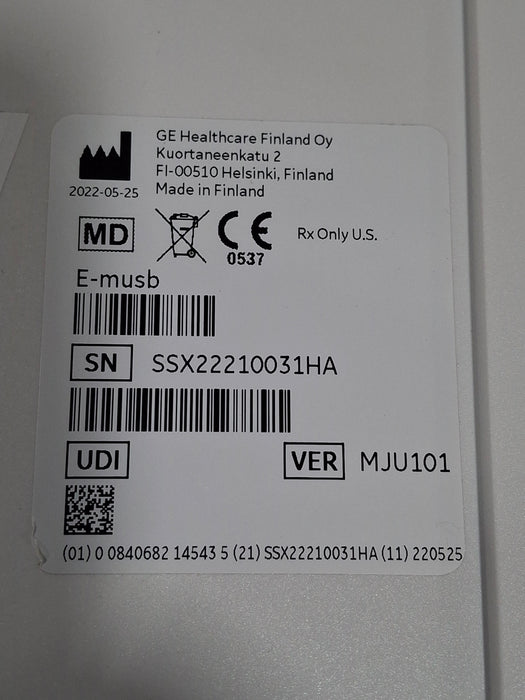 GE Healthcare Finland Oy
Kuortaneenkatu 2
FI-00510 Helsinki, Finland
2022-05-25 Made in Finland
MD CE 0537 Rx Only U.S.
E-musb
SN SSX22210031HA
UDI VER MJU101
(01) 0 0840682 14543 5 (21) SSX22210031HA (11) 220525